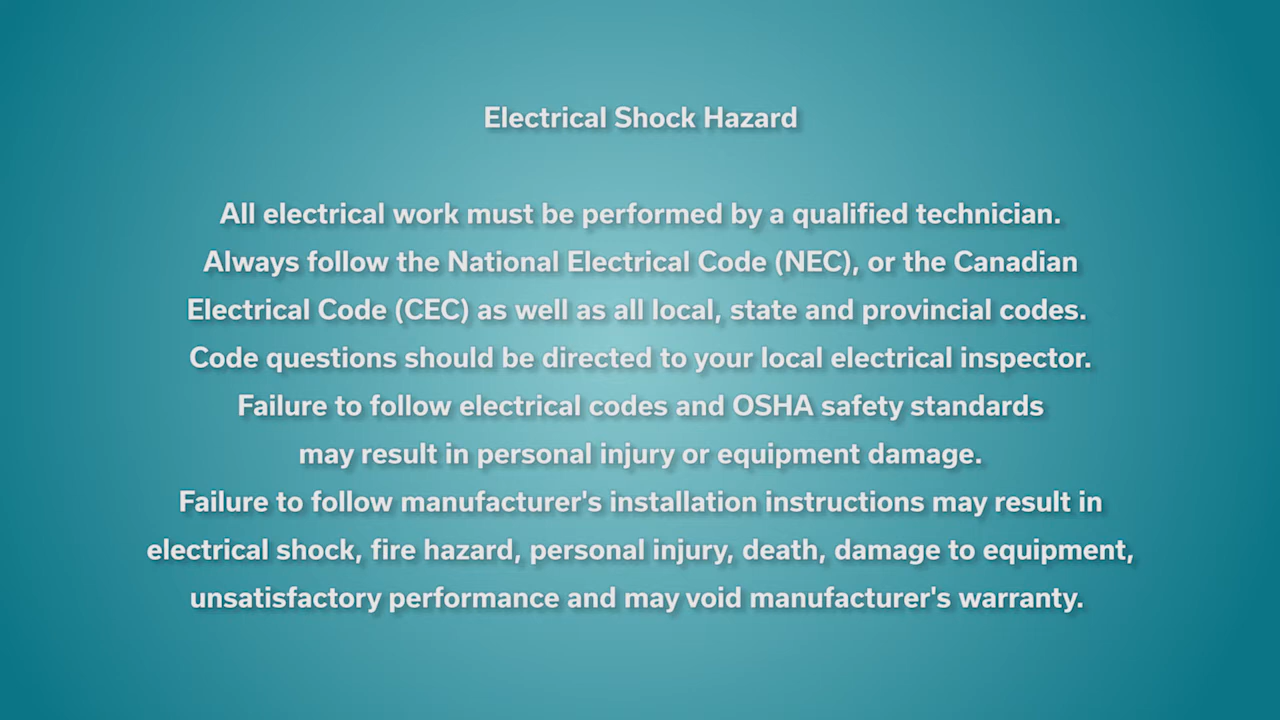 Electrical Shock Hazard
All electrical work must be performed by a qualified technician.
Always follow the National Electrical Code (NEC), or the Canadian
Electrical Code (CEC) as well as all local, state and provincial codes.
Code questions should be directed to your local electrical inspector.
Failure to follow electrical codes and OSHA safety standards
may result in personal injury or equipment damage.
Failure to follow manufacturer's installation instructions may result in
electrical shock, fire hazard, personal injury, death, damage to equipment,
unsatisfactory performance and may void manufacturer's warranty.